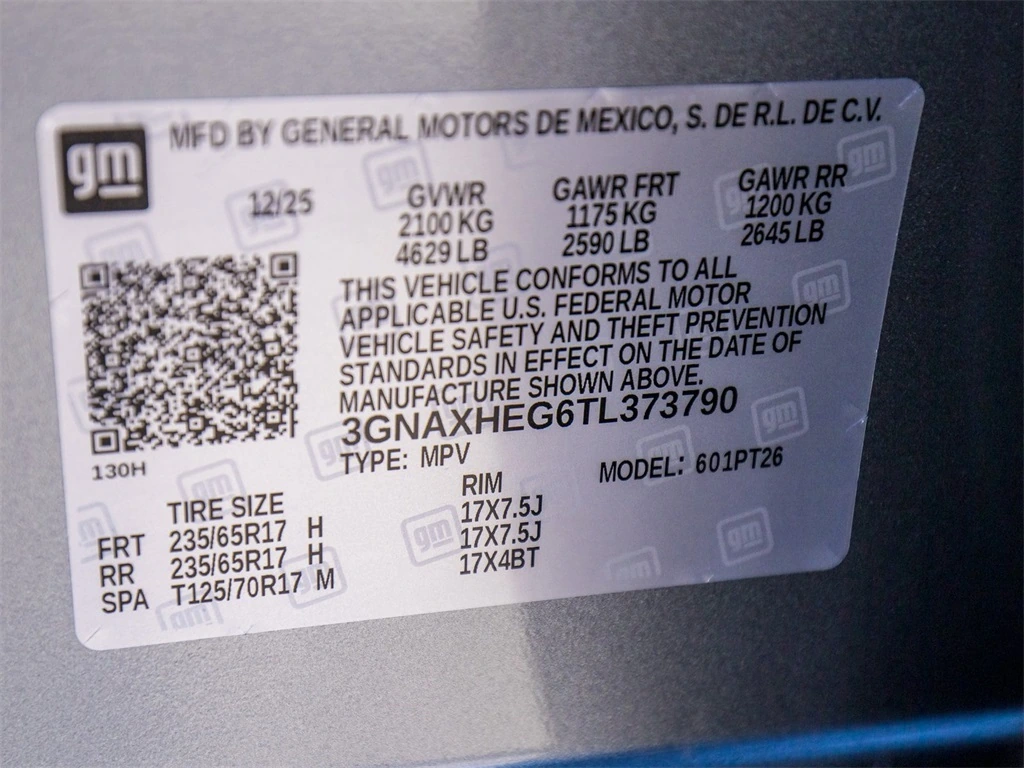 gm
MFD BY GENERAL MOTORS DE MEXICO, S. DE R.L. DE C.V.
12/25 GVWR GAWR FRT GAWR RR
2100 KG 1175 KG 1200 KG
4629 LB 2590 LB 2645 LB
THIS VEHICLE CONFORMS TO ALL
APPLICABLE U.S. FEDERAL MOTOR
VEHICLE SAFETY AND THEFT PREVENTION
STANDARDS IN EFFECT ON THE DATE OF
MANUFACTURE SHOWN ABOVE.
3GNAXHEG6TL373790
130H
TYPE: MPV MODEL: 601PT26
TIRE SIZE RIM
FRT 235/65R17 H 17X7.5J
RR 235/65R17 H 17X7.5J
SPA T125/70R17 M 17X4BT